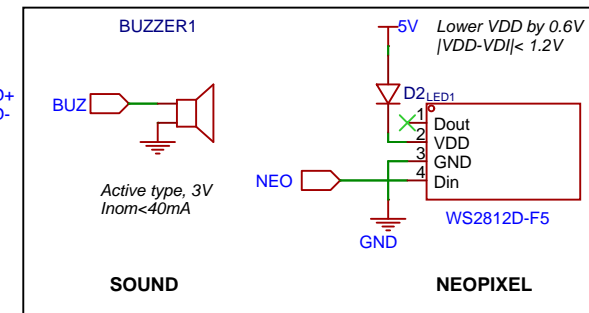 BUZZER1
D+
D-
BUZ
Active type, 3V
Inom<40mA
SOUND
5V
Lower VDD by 0.6V
|VDD-VDI|< 1.2V
D2
LED1
1
Dout
2
VDD
3
GND
4
Din
NEO
WS2812D-F5
GND
NEOPIXEL